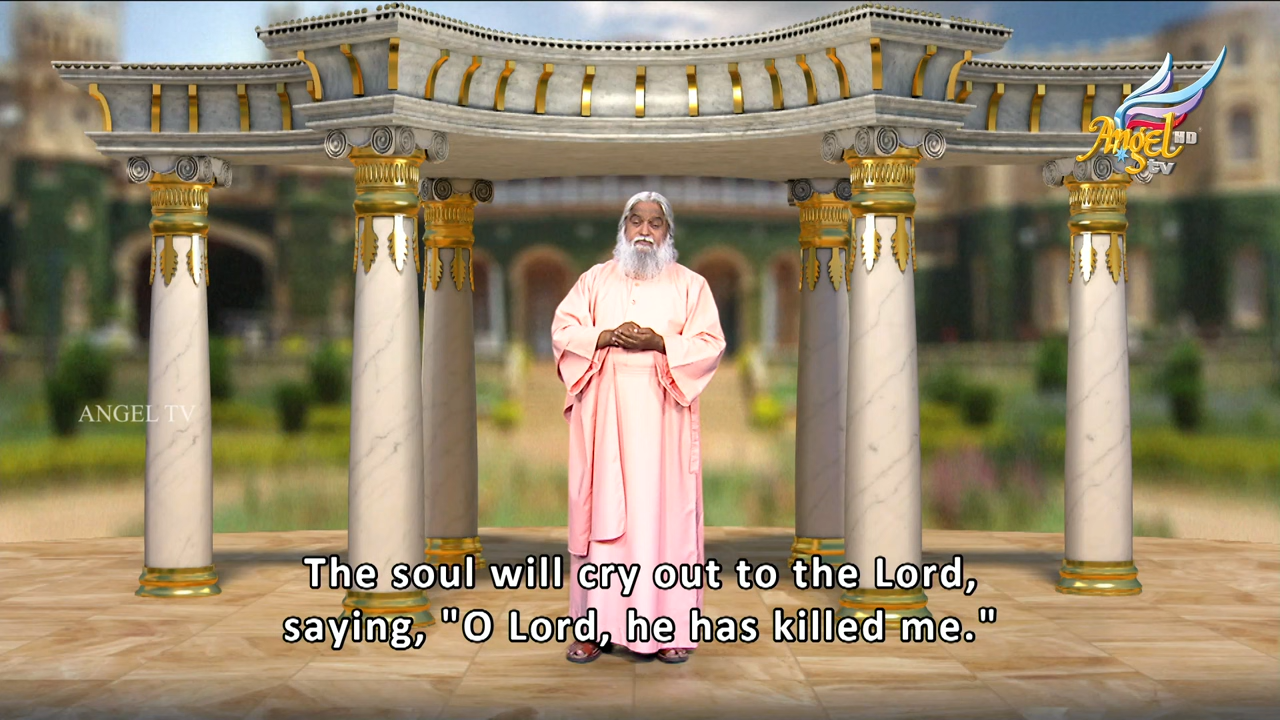 Angel HD
tv
ANGEL TV
The soul will cry out to the Lord,
saying, "O Lord, he has killed me."